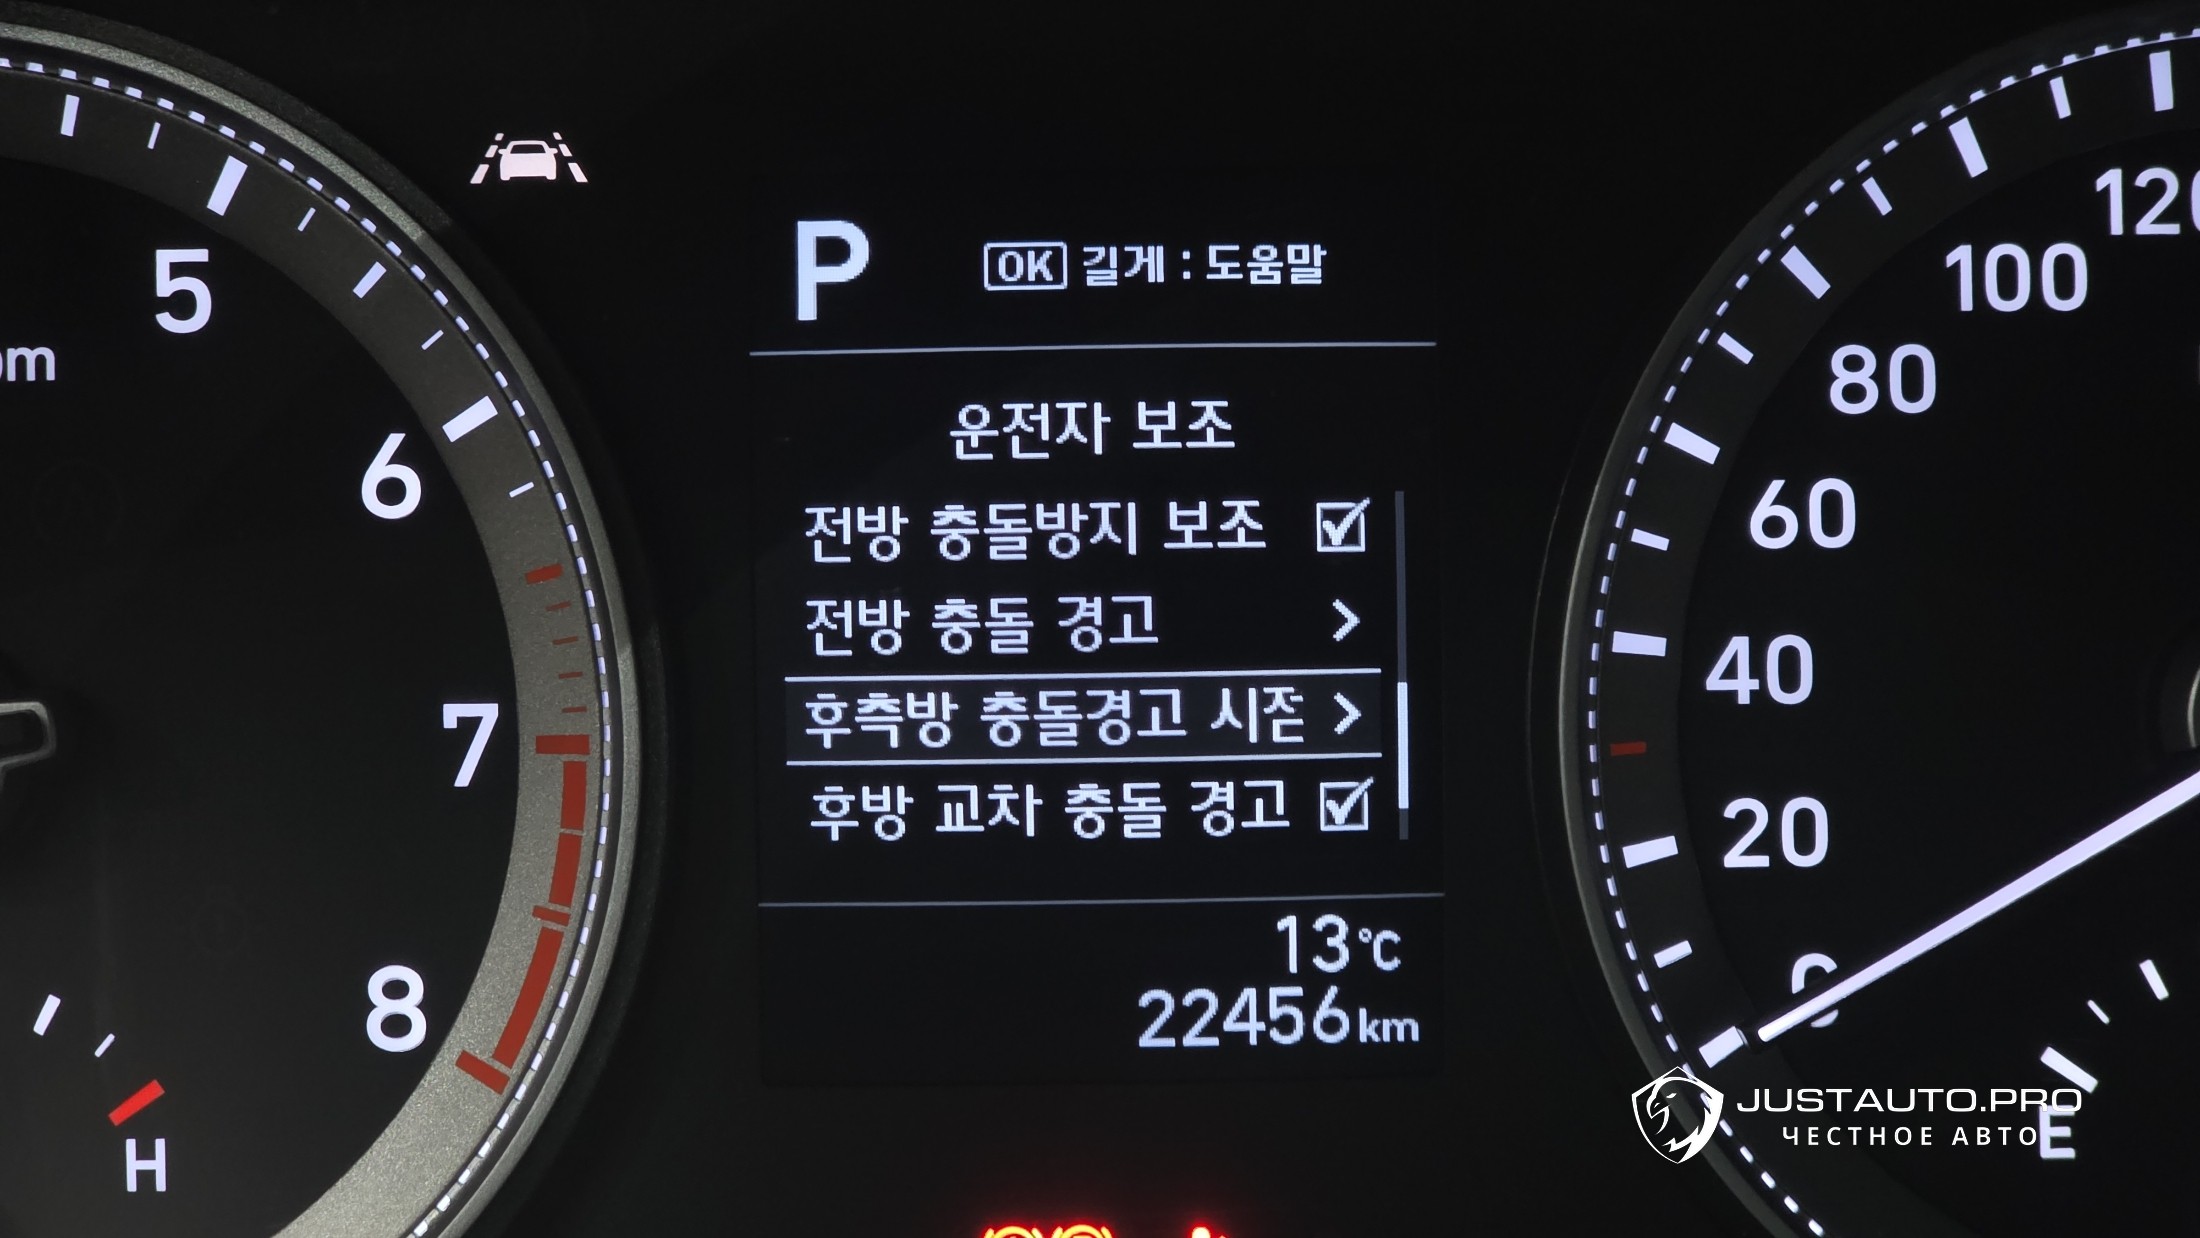 5
6
7
8
H
P
OK 길게 : 도움말
운전자 보조
전방 충돌방지 보조
전방 충돌 경고
후측방 충돌경고 시점
후방 교차 충돌 경고
13°C
22456km
120
100
80
60
40
20
0
E
JUSTAUTO.PRO
ЧЕСТНОЕ АВТО